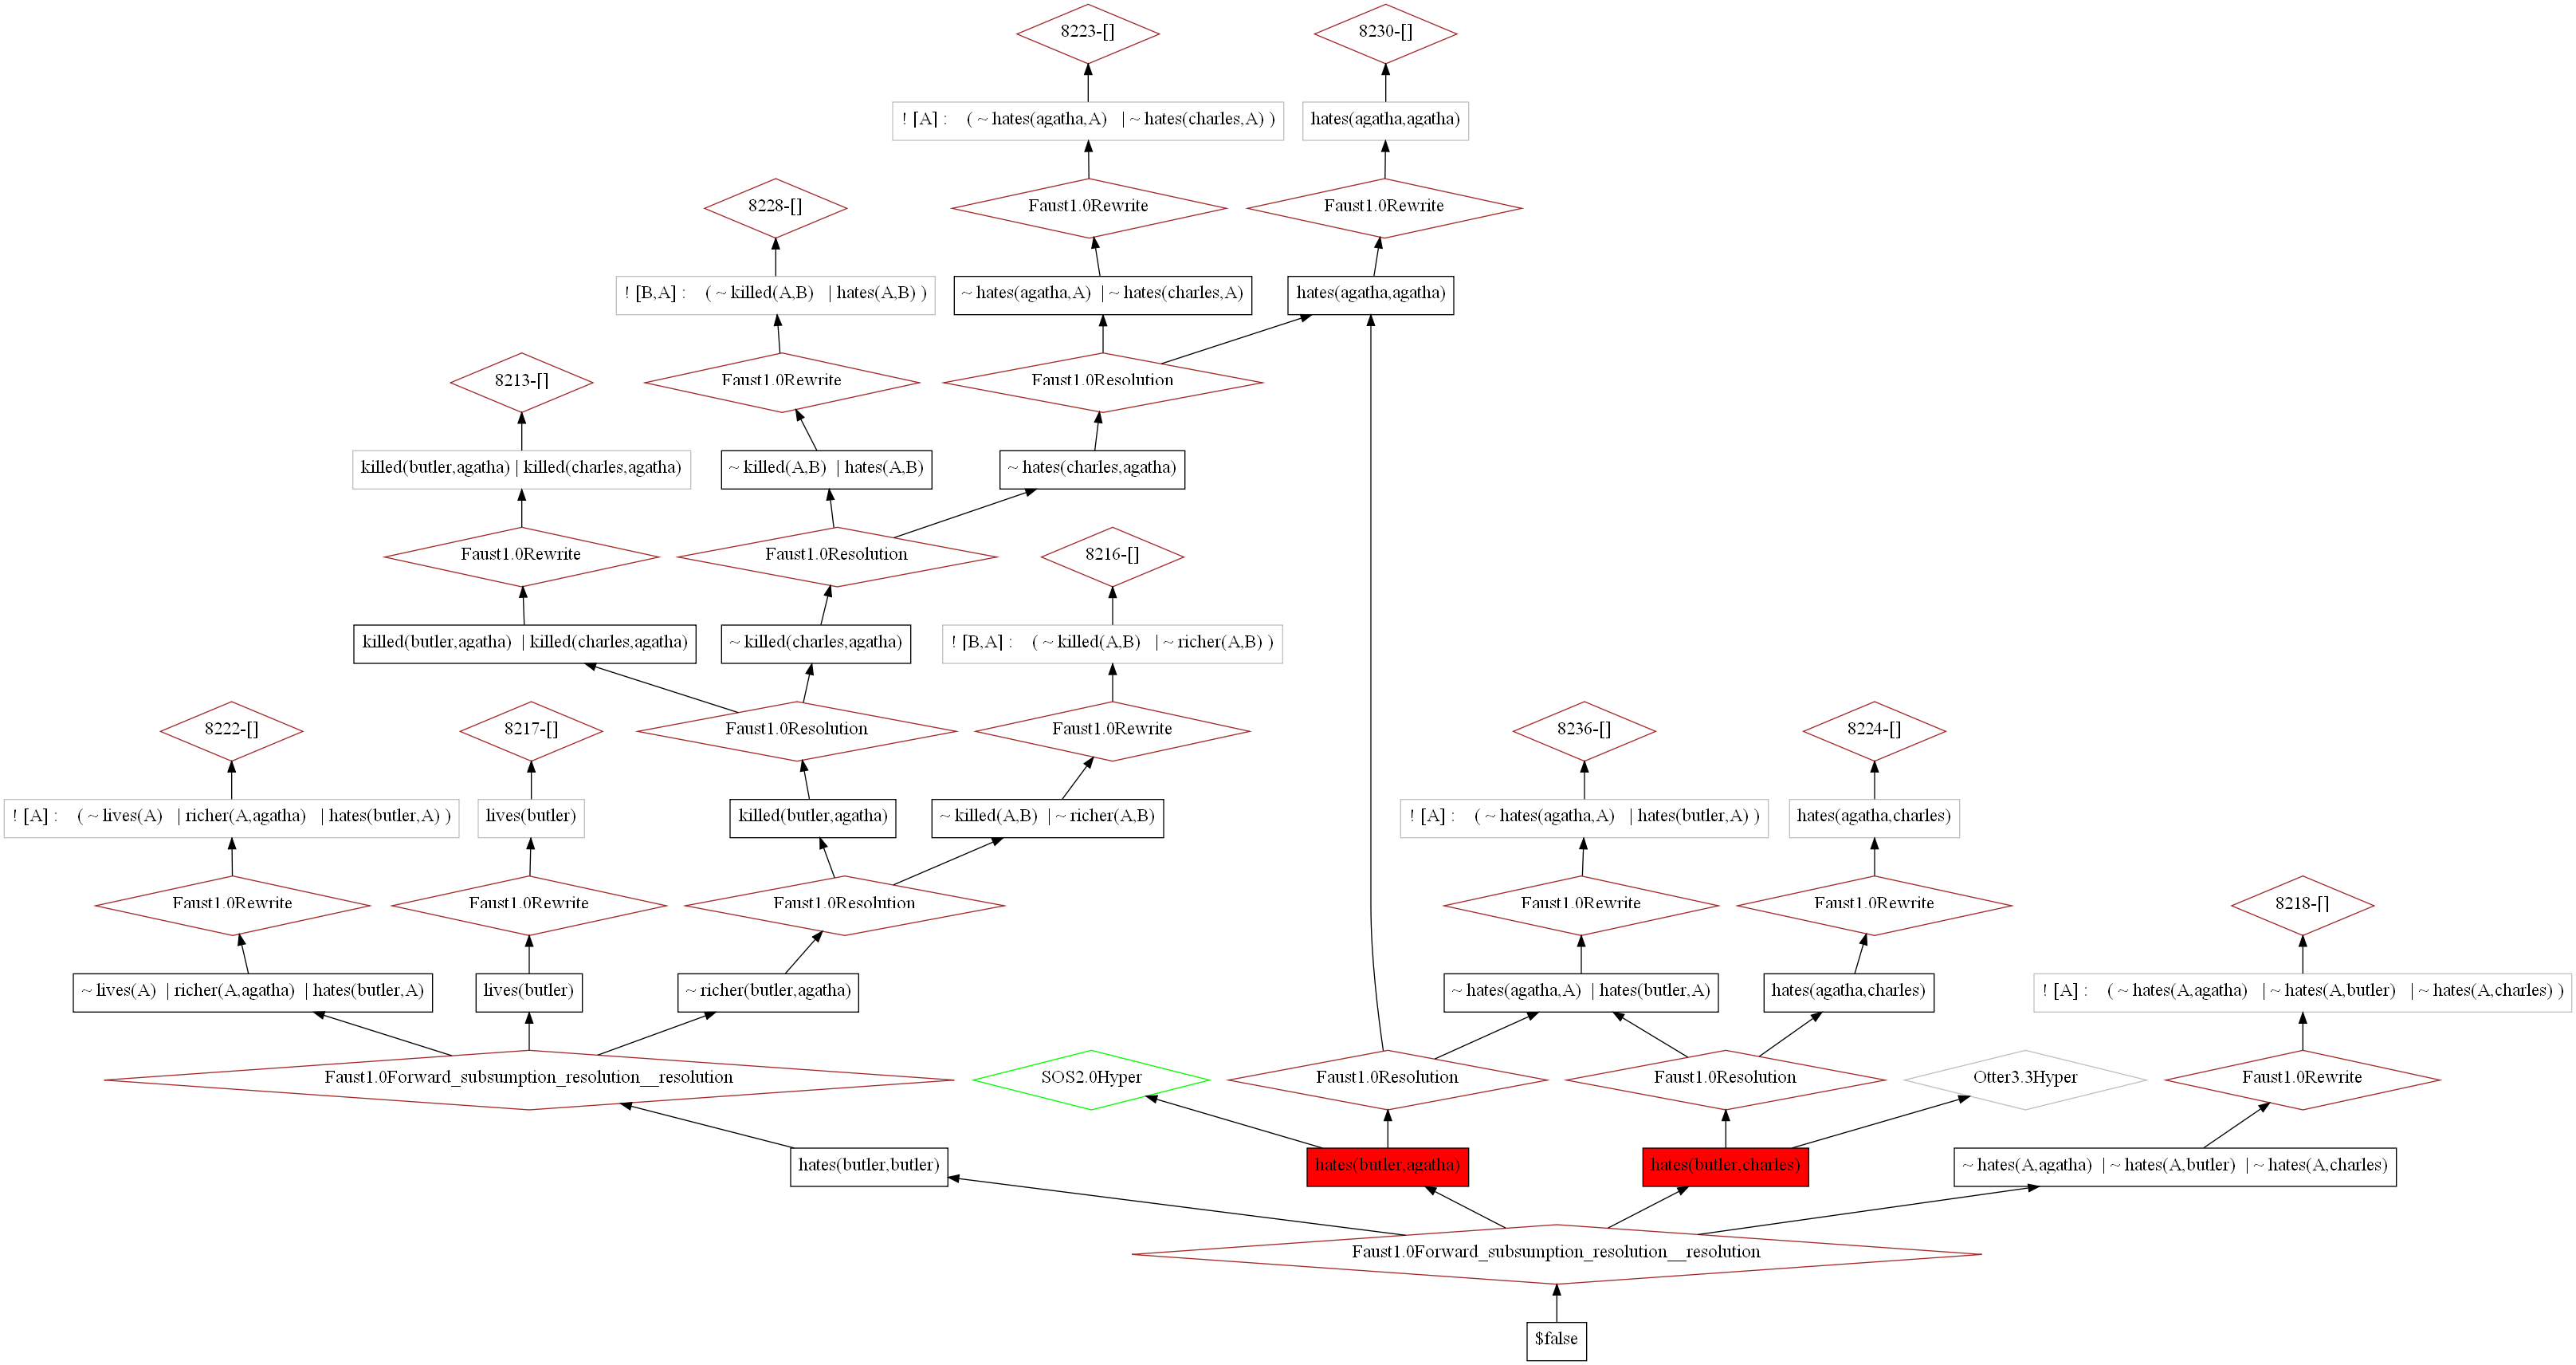 8223-[]
8230-[]
! [A] : ( ~ hates(agatha,A) | ~ hates(charles,A) )
hates(agatha,agatha)
8228-[]
Faust1.0Rewrite
Faust1.0Rewrite
! [B,A] : ( ~ killed(A,B) | hates(A,B) )
~ hates(agatha,A) | ~ hates(charles,A)
hates(agatha,agatha)
8213-[]
Faust1.0Rewrite
Faust1.0Resolution
killed(butler,agatha) | killed(charles,agatha)
~ killed(A,B) | hates(A,B)
~ hates(charles,agatha)
Faust1.0Rewrite
Faust1.0Resolution
8216-[]
killed(butler,agatha) | killed(charles,agatha)
~ killed(charles,agatha)
! [B,A] : ( ~ killed(A,B) | ~ richer(A,B) )
8222-[]
8217-[]
Faust1.0Resolution
Faust1.0Rewrite
8236-[]
8224-[]
! [A] : ( ~ lives(A) | richer(A,agatha) | hates(butler,A) )
lives(butler)
killed(butler,agatha)
~ killed(A,B) | ~ richer(A,B)
! [A] : ( ~ hates(agatha,A) | hates(butler,A) )
hates(agatha,charles)
Faust1.0Rewrite
Faust1.0Rewrite
Faust1.0Resolution
Faust1.0Rewrite
Faust1.0Rewrite
8218-[]
~ lives(A) | richer(A,agatha) | hates(butler,A)
lives(butler)
~ richer(butler,agatha)
~ hates(agatha,A) | hates(butler,A)
hates(agatha,charles)
! [A] : ( ~ hates(A,agatha) | ~ hates(A,butler) | ~ hates(A,charles) )
Faust1.0Forward_subsumption_resolution__resolution
SOS2.0Hyper
Faust1.0Resolution
Faust1.0Resolution
Otter3.3Hyper
Faust1.0Rewrite
hates(butler,butler)
hates(butler,agatha)
hates(butler,charles)
~ hates(A,agatha) | ~ hates(A,butler) | ~ hates(A,charles)
Faust1.0Forward_subsumption_resolution__resolution
$false